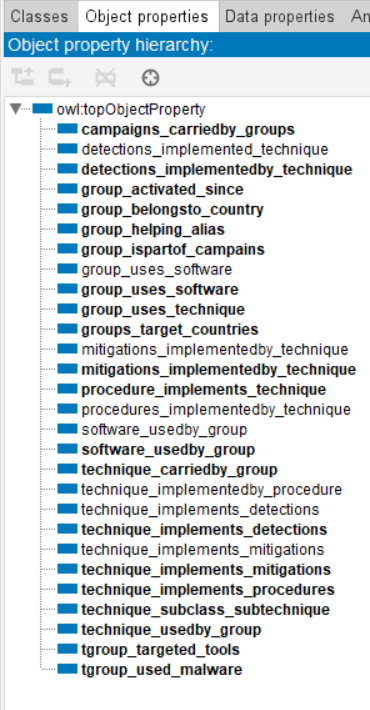 Classes Object properties Data properties An
Object property hierarchy:
owl:topObjectProperty
campaigns_carriedby_groups
detections_implemented_technique
detections_implementedby_technique
group_activated_since
group_belongsto_country
group_helping_alias
group_ispartof_campains
group_uses_software
group_uses_software
group_uses_technique
groups_target_countries
mitigations_implementedby_technique
mitigations_implementedby_technique
procedure_implements_technique
procedures_implementedby_technique
software_usedby_group
software_usedby_group
technique_carriedby_group
technique_implementedby_procedure
technique_implements_detections
technique_implements_detections
technique_implements_mitigations
technique_implements_mitigations
technique_implements_procedures
technique_subclass_subtechnique
technique_usedby_group
tgroup_targeted_tools
tgroup_used_malware